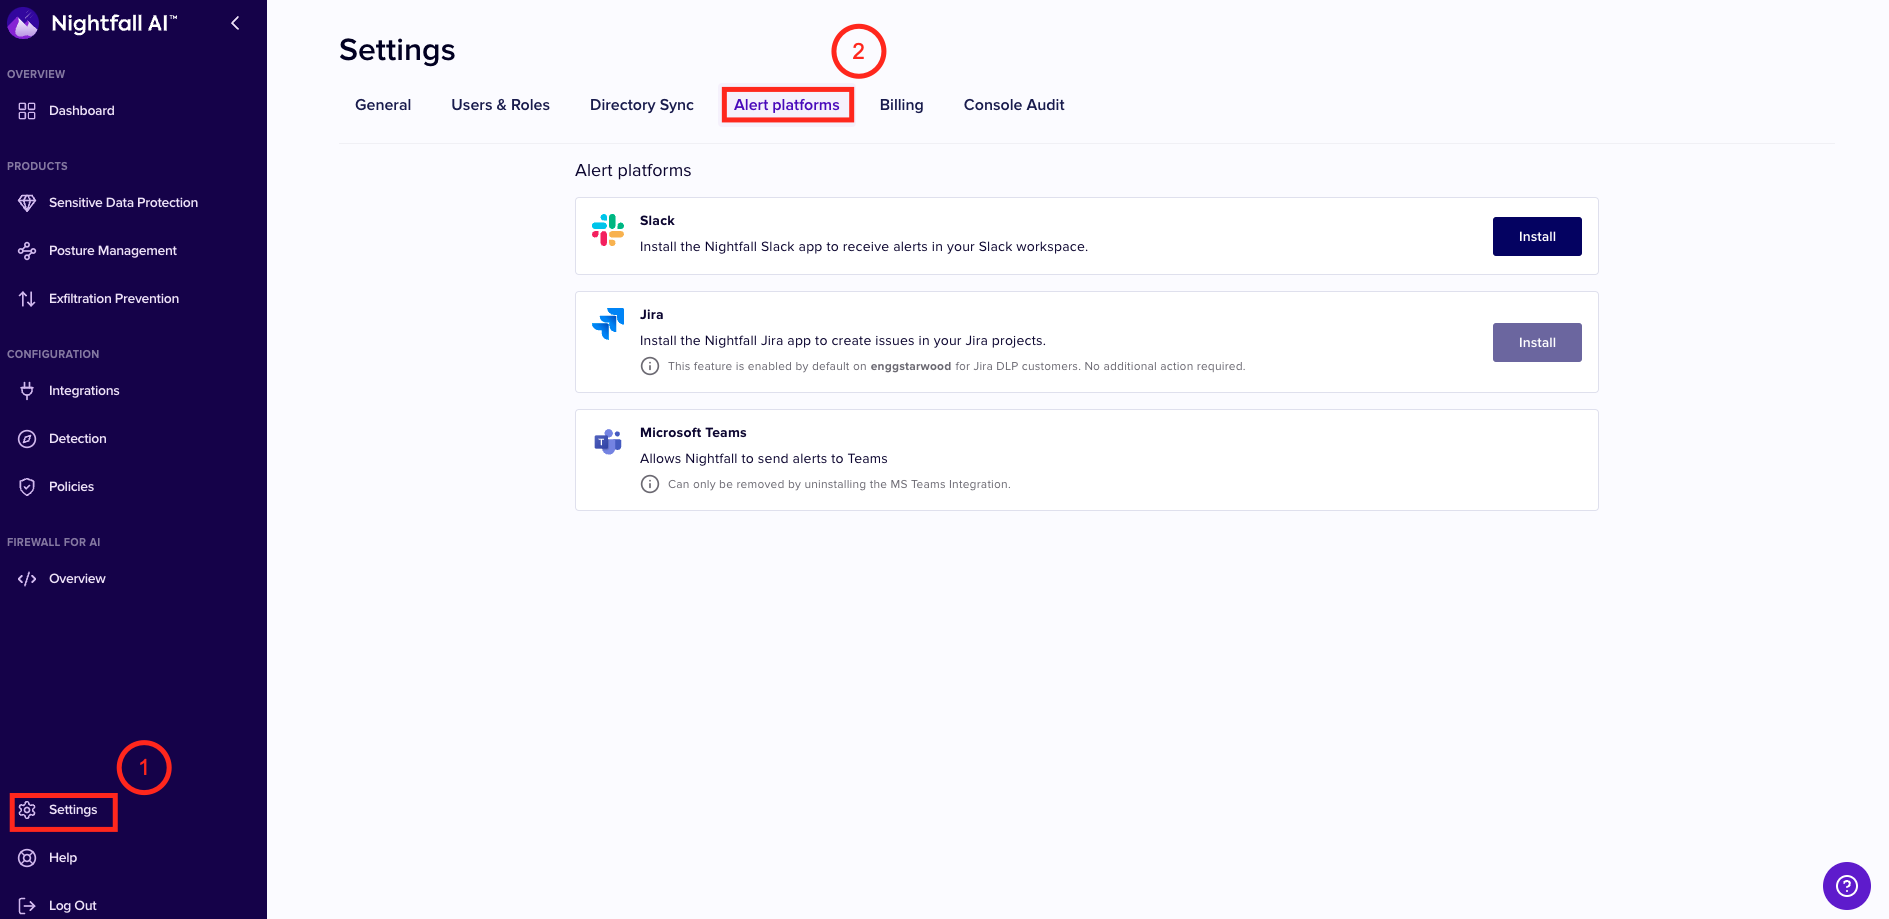 Nightfall AI™
OVERVIEW
Dashboard
PRODUCTS
Sensitive Data Protection
Posture Management
Exfiltration Prevention
CONFIGURATION
Integrations
Detection
Policies
FIREWALL FOR AI
Overview
1
Settings
Help
Log Out
Settings
2
General Users & Roles Directory Sync Alert platforms Billing Console Audit
Alert platforms
Slack
Install the Nightfall Slack app to receive alerts in your Slack workspace.
Install
Jira
Install the Nightfall Jira app to create issues in your Jira projects.
This feature is enabled by default on enggstarwood for Jira DLP customers. No additional action required.
Install
Microsoft Teams
Allows Nightfall to send alerts to Teams
Can only be removed by uninstalling the MS Teams Integration.